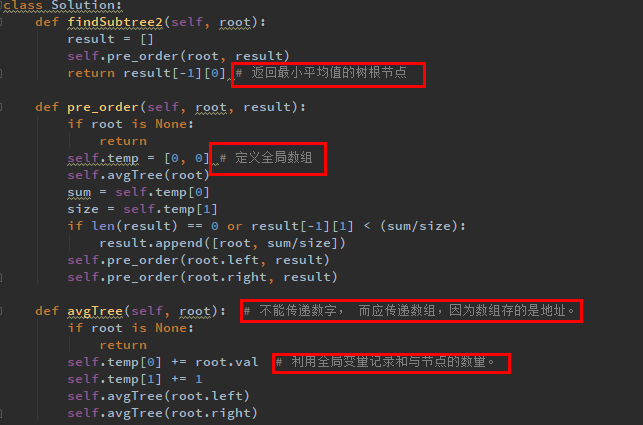 class Solution:
    def findSubtree2(self, root):
        result = []
        self.pre_order(root, result)
        return result[-1][0] # 返回最小平均值的树根节点
    def pre_order(self, root, result):
        if root is None:
            return
        self.temp = [0, 0] # 定义全局数组
        self.avgTree(root)
        sum = self.temp[0]
        size = self.temp[1]
        if len(result) == 0 or result[-1][1] < (sum/size):
            result.append([root, sum/size])
        self.pre_order(root.left, result)
        self.pre_order(root.right, result)
    def avgTree(self, root): # 不能传递数字， 而应传递数组，因为数组存的是地址。
        if root is None:
            return
        self.temp[0] += root.val # 利用全局变量记录和与节点的数量。
        self.temp[1] += 1
        self.avgTree(root.left)
        self.avgTree(root.right)